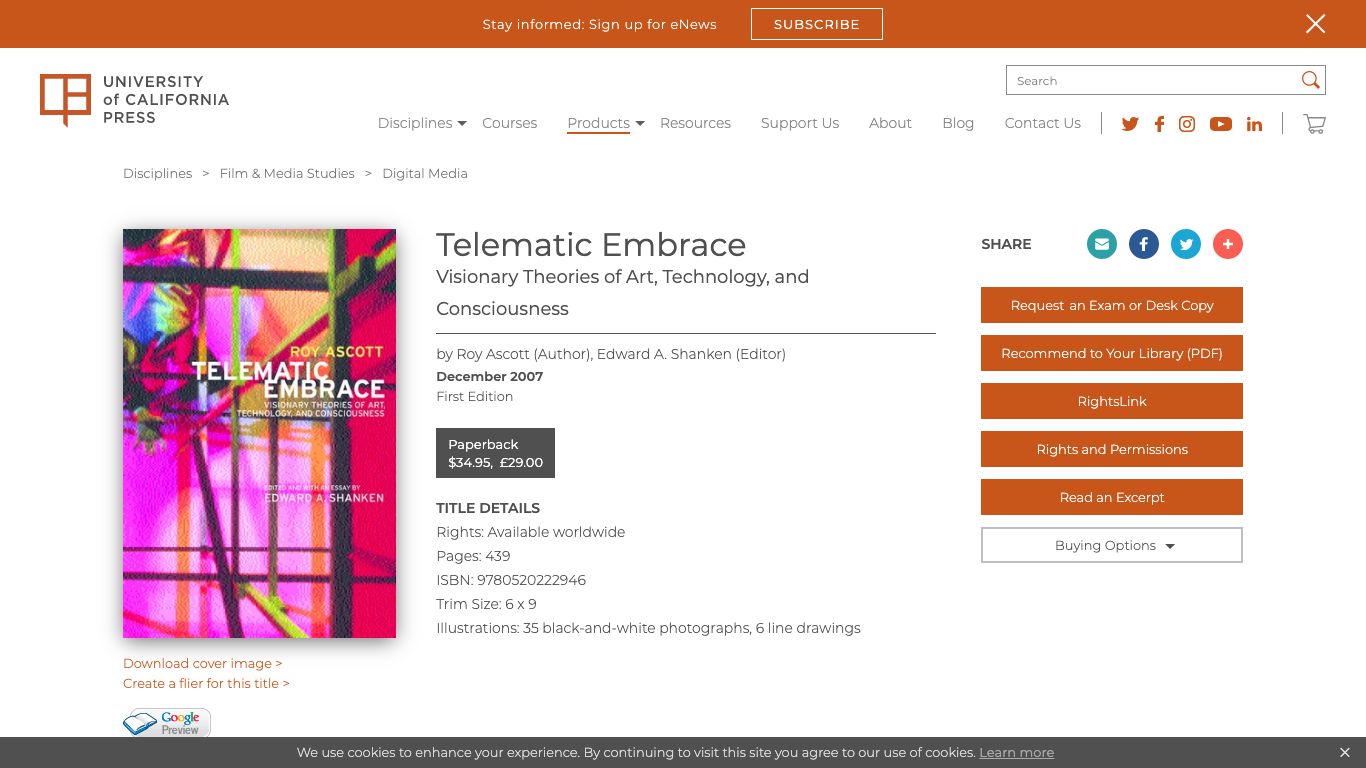 Stay informed: Sign up for eNews
SUBSCRIBE
UNIVERSITY
of CALIFORNIA
PRESS
Search
Disciplines
Courses
Products
Resources
Support Us
About
Blog
Contact Us
Disciplines > Film & Media Studies > Digital Media
ROY ASCOTT
TELEMATIC
EMBRACE
VISIONARY THEORIES OF ART,
TECHNOLOGY, AND CONSCIOUSNESS
EDITED AND WITH AN ESSAY BY
EDWARD A. SHANKEN
Download cover image >
Create a flier for this title >
Google
Preview
Telematic Embrace
Visionary Theories of Art, Technology, and
Consciousness
by Roy Ascott (Author), Edward A. Shanken (Editor)
December 2007
First Edition
Paperback
$34.95, £29.00
TITLE DETAILS
Rights: Available worldwide
Pages: 439
ISBN: 9780520222946
Trim Size: 6 x 9
Illustrations: 35 black-and-white photographs, 6 line drawings
SHARE
Request an Exam or Desk Copy
Recommend to Your Library (PDF)
RightsLink
Rights and Permissions
Read an Excerpt
Buying Options
We use cookies to enhance your experience. By continuing to visit this site you agree to our use of cookies. Learn more